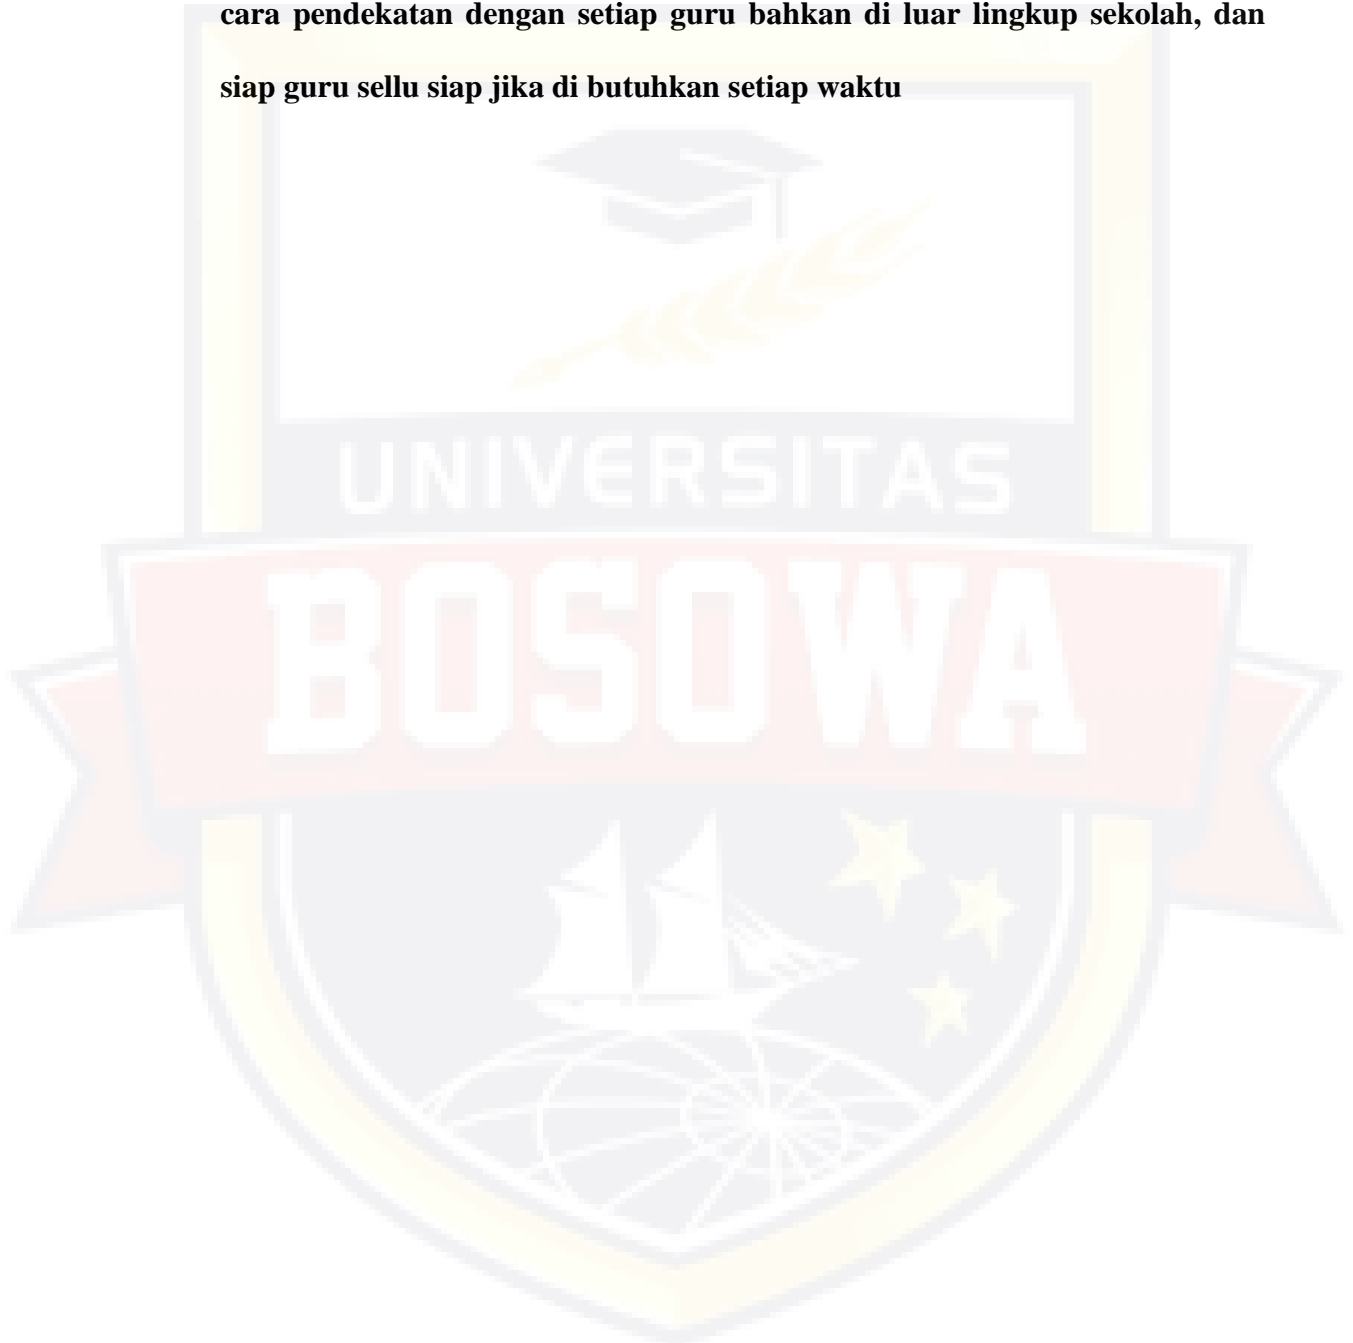 cara pendekatan dengan setiap guru bahkan di luar lingkup sekolah, dan
siap guru sellu siap jika di butuhkan setiap waktu
UNIVERSITAS
BOSOWA